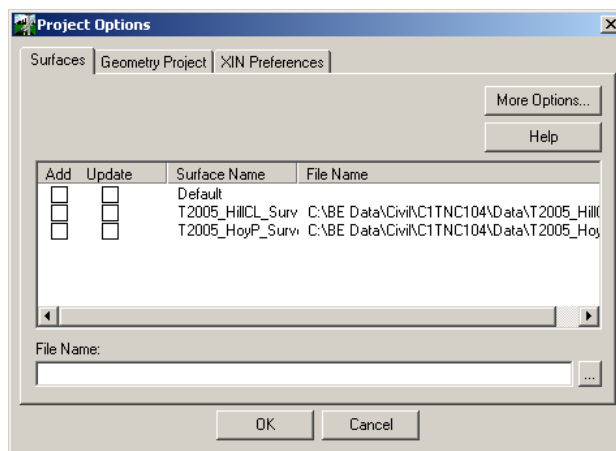 Project Options
Surfaces Geometry Project XIN Preferences
More Options...
Help
Add Update Surface Name File Name
Default
T2005_HillCL_Surv C:\BE Data\Civil\C1TNC104\Data\T2005_Hill
T2005_HoyP_Surv C:\BE Data\Civil\C1TNC104\Data\T2005_Hoy
File Name:
...
OK Cancel